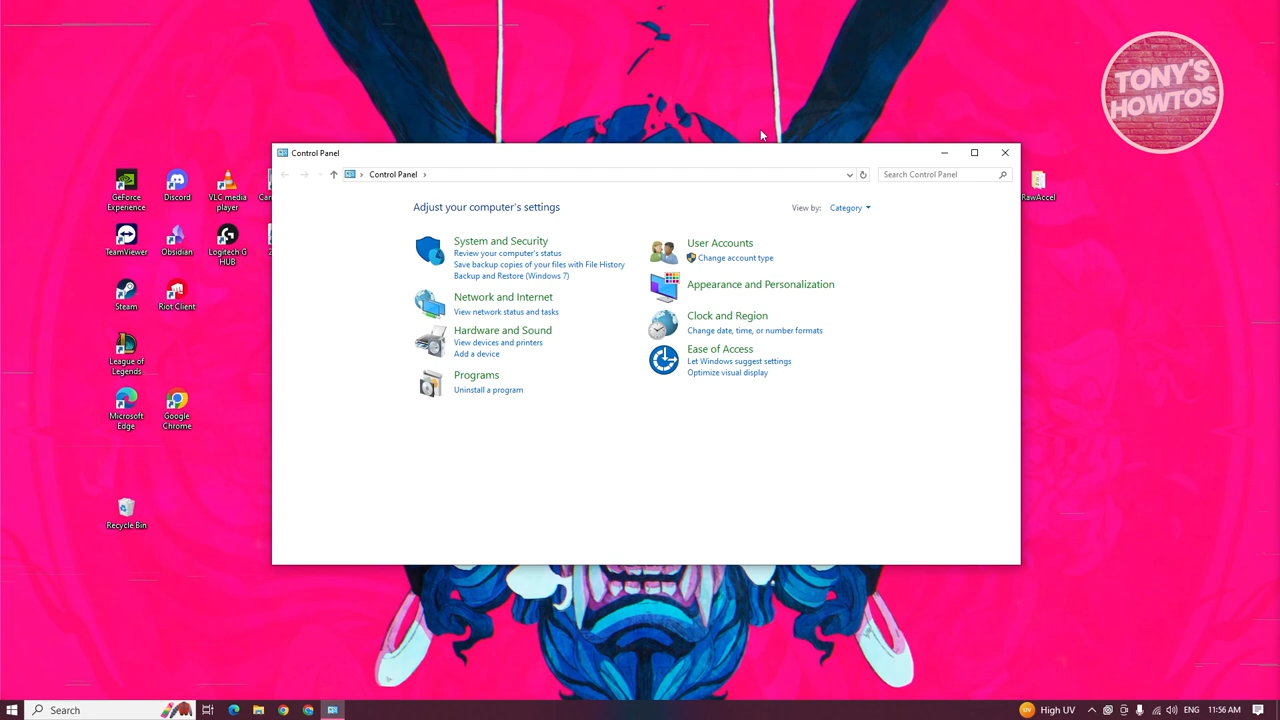 TONY'S
HOWTOS
Control Panel
Control Panel
Search Control Panel
Adjust your computer's settings
View by:
Category
System and Security
Review your computer's status
Save backup copies of your files with File History
Backup and Restore (Windows 7)
Network and Internet
View network status and tasks
Hardware and Sound
View devices and printers
Add a device
Programs
Uninstall a program
User Accounts
Change account type
Appearance and Personalization
Clock and Region
Change date, time, or number formats
Ease of Access
Let Windows suggest settings
Optimize visual display
GeForce
Experience
Discord
VLC media
player
TeamViewer
Obsidian
Logitech G
HUB
Steam
Riot Client
League of
Legends
Microsoft
Edge
Google
Chrome
Recycle Bin
RawAccel
Search
UV
High UV
ENG
11:56 AM